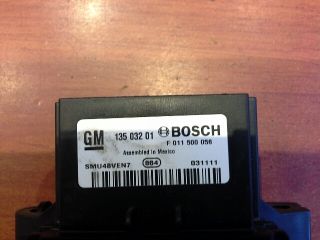 GM 135 032 01 BOSCH
F 011 500 056
Assembled in Mexico
SMU48VEN7 864 031111